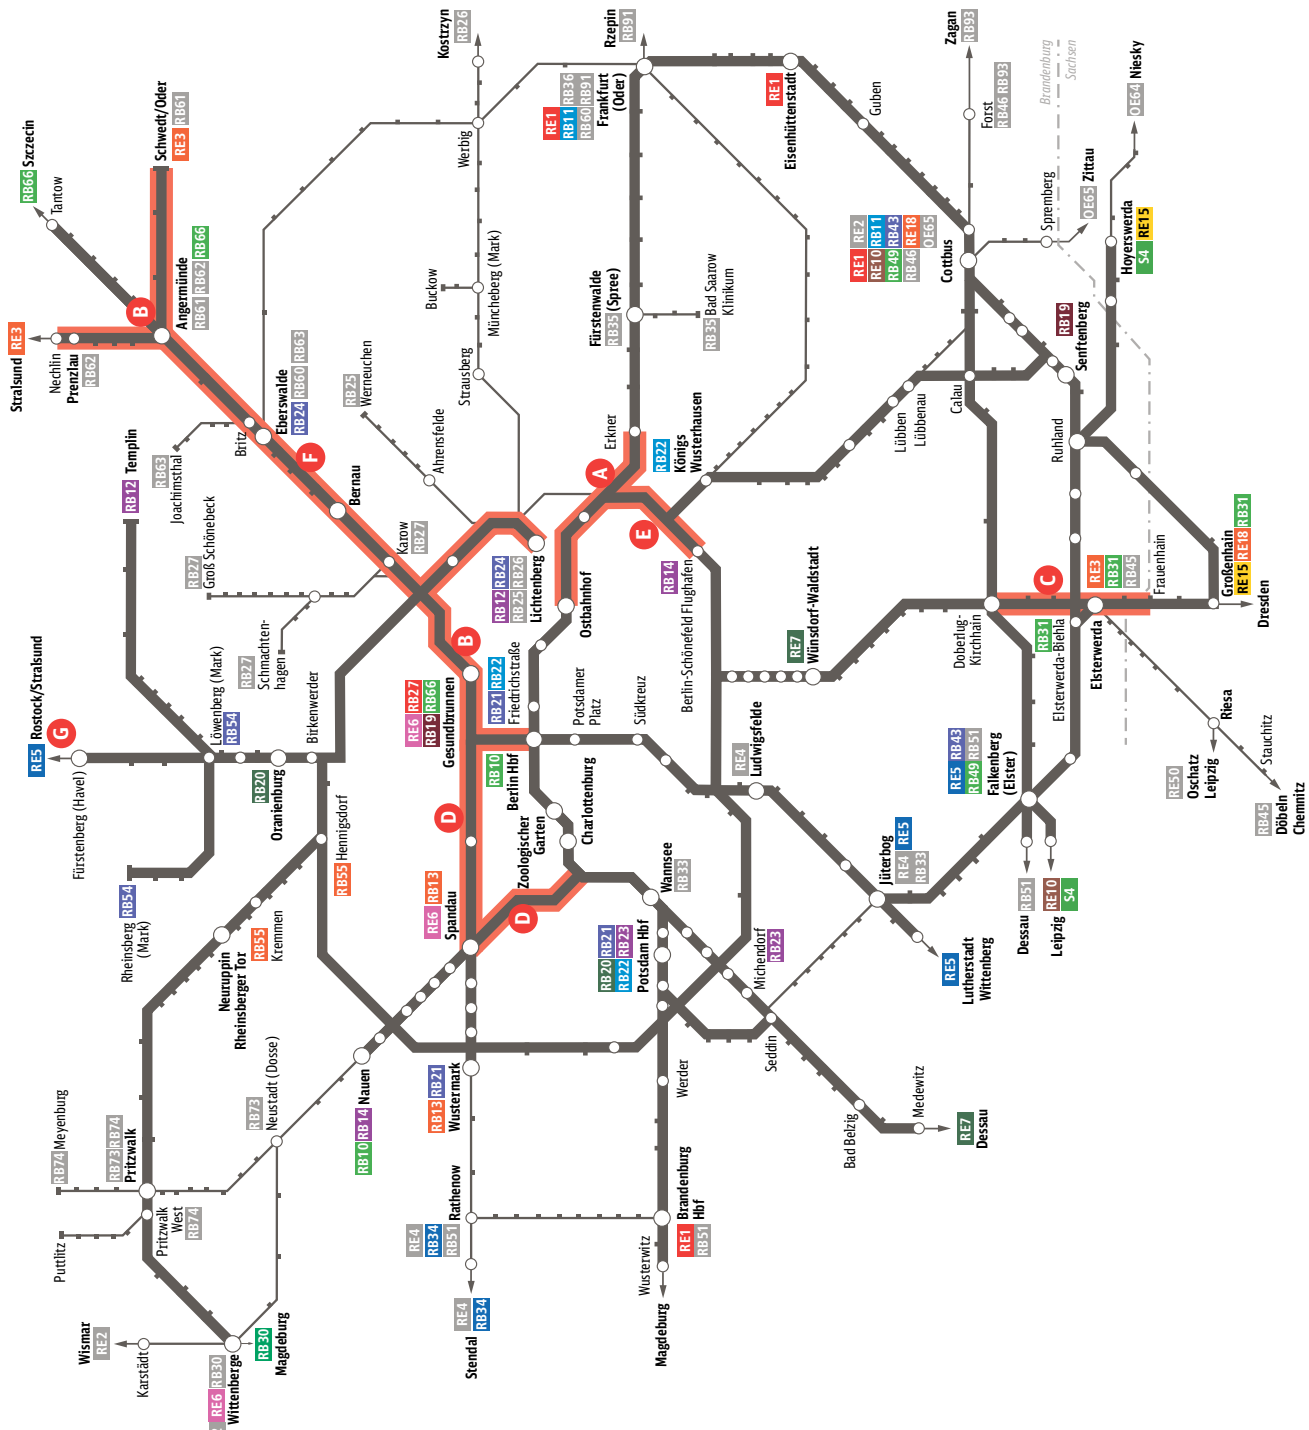 Wismar
RE2
Karstädt
RE6 RB30
Wittenberge
RB30
Magdeburg
Puttlitz
RB74 Meyenburg
RB73 RB74
Pritzwalk
Pritzwalk
West
RB74
RB73
Neustadt (Dosse)
RB54
Rheinsberg
(Mark)
Neuruppin
Rheinsberger Tor
RB55
Kremmen
RB55 Hennigsdorf
RE5 Rostock/Stralsund
G
Fürstenberg (Havel)
Löwenberg (Mark)
RB54
RB20
Oranienburg
Birkenwerder
RB12 Templin
RB27
Groß Schönebeck
RB27
Schmachten-
hagen
Karow
RB27
RB63
Joachimsthal
Britz
Stralsund RE3
Nechlin
Prenzlau
RB62
RB66 Szczecin
Tantow
B
Angermünde
RB61 RB62 RB66
Schwedt/Oder
RE3 RB61
Eberswalde
RB24 RB60 RB63
F
Bernau
RB25
Werneuchen
Ahrensfelde
Strausberg
Buckow
Müncheberg (Mark)
Werbig
Kostrzyn
RB26
Rzepin
RB91
RE1 RB36
RB11 RB91
RB60
Frankfurt
(Oder)
RE1
Eisenhüttenstadt
Guben
Fürstenwalde
RB35 (Spree)
RB35 Bad Saarow
Klinikum
Erkner
A
E
RB22
Königs
Wusterhausen
RB12 RB24
RB25 RB26
Lichtenberg
Ostbahnhof
RB14
Berlin-Schönefeld Flughafen
B
RE6 RB27
RB19 RB66
Gesundbrunnen
RB21 RB22
Friedrichstraße
Potsdamer
Platz
Südkreuz
RB10
Berlin Hbf
D
Zoologischer
Garten
Charlottenburg
D
RE6 RB13
Spandau
Wannsee
RB33
RB20 RB21
RB22 RB23
Potsdam Hbf
Michendorf
RB23
Seddin
RB10 RB14 Nauen
RB13 RB21
Wustermark
RE4
RB34
RB51
Rathenow
RE4
RB34
Stendal
Werder
Brandenburg
Hbf
RE1
RB51
Wusterwitz
Magdeburg
Bad Belzig
Medewitz
RE7
Dessau
RE4
Ludwigsfelde
Jüterbog RE5
RE4
RB33
RE5
Lutherstadt
Wittenberg
RE7
Wünsdorf-Waldstadt
Lübben
Lübbenau
Calau
RE1 RE2
RE10 RB11
RB49 RB43
RB46 RE18
OE65
Cottbus
Zagan
RB93
Forst
RB46 RB93
Brandenburg
Sachsen
OE64 Niesky
Spremberg
OE65 Zittau
Hoyerswerda
S4 RE15
RB19
Senftenberg
Ruhland
Doberlug-
Kirchhain
C
RE3
RB31
RB45
Frauenhain
RB31
Elsterwerda-Biehla
Elsterwerda
Großenhain
RE15 RE18 RB31
Dresden
RE5 RB43
RB49 RB51
Falkenberg
(Elster)
RB51
Dessau
RE10
Leipzig
S4
Riesa
RE50
Oschatz
Leipzig
Stauchitz
RB45
Döbeln
Chemnitz